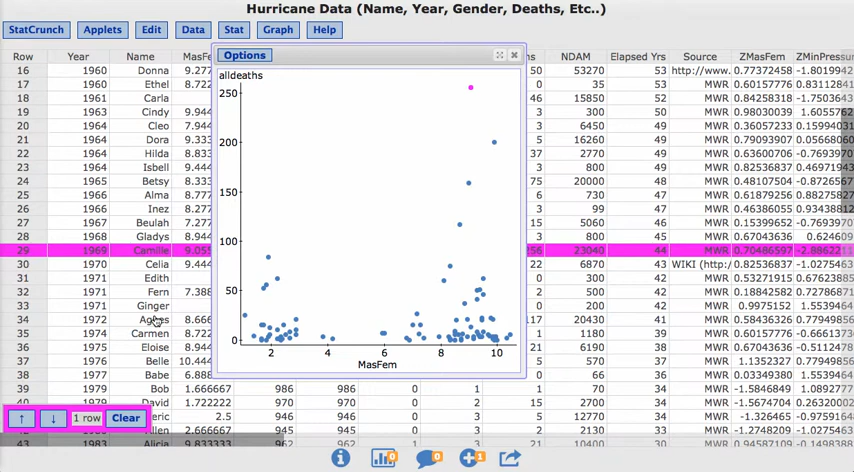 Hurricane Data (Name, Year, Gender, Deaths, Etc..)
StatCrunch Applets Edit Data Stat Graph Help
Options
Row Year Name MasFe ns NDAM Elapsed Yrs Source ZMasFem ZMinPressur
16 1960 Donna 9.277 50 53270 53 http://www. 0.77372458 -1.8019942
17 1960 Ethel 8.722 0 35 53 MWR 0.60157776 0.83112841
18 1961 Carla 46 15850 52 MWR 0.84258318 -1.7503643
19 1963 Cindy 9.944 3 300 50 MWR 0.98030039 1.6055762
20 1964 Cleo 7.944 3 6450 49 MWR 0.36057233 0.15994031
21 1964 Dora 9.333 5 16260 49 MWR 0.79093907 0.05660680
22 1964 Hilda 8.833 37 2770 49 MWR 0.63600706 -0.7693970
23 1964 Isbell 9.444 3 800 49 MWR 0.82536837 0.46971943
24 1965 Betsy 8.333 75 20000 48 MWR 0.48107504 0.87265657
25 1966 Alma 8.777 6 730 47 MWR 0.61879256 0.88275827
26 1966 Inez 8.277 3 99 47 MWR 0.46386055 0.93438812
27 1967 Beulah 7.272 15 5060 46 MWR 0.15399652 -0.7693970
28 1968 Gladys 8.944 3 800 45 MWR 0.67043636 0.624609
29 1969 Camille 9.055 256 23040 44 MWR 0.70486597 -2.8862211
30 1970 Celia 9.444 22 6870 43 WIKI (http: 0.82536837 -1.0275463
31 1971 Edith 0 300 42 MWR 0.53271915 0.67623885
32 1971 Fern 7.388 2 500 42 MWR 0.18842582 0.72786871
33 1971 Ginger 0 200 42 MWR 0.9975152 1.5539464
34 1972 Agnes 8.666 117 20430 41 MWR 0.58436326 0.77949856
35 1974 Carmen 8.722 1 1180 39 MWR 0.60157776 -0.6661373
36 1975 Eloise 8.944 21 6190 38 MWR 0.67043636 -0.5112478
37 1976 Belle 10.444 5 570 37 MWR 1.1352327 0.77949856
38 1977 Babe 6.888 0 66 36 MWR 0.03349380 1.5539464
39 1979 Bob 1.666667 986 0 1 1 70 34 MWR -1.5846849 1.0892777
40 1979 David 1.722222 970 0 2 15 2700 34 MWR -1.5674704 0.26320002
eric 2.5 945 0 3 5 12770 34 MWR -1.326465 -0.9759164
Allen 2.666667 945 1 3 2 2130 33 MWR -1.2748209 -1.0275463
43 1983 Alicia 9.833333 962 1 3 21 10400 30 MWR 0.94587109 -0.1498393
alldeaths
250
200
150
100
50
0
2 4 6 8 10
MasFem
↑ ↓ 1 row Clear
0 0 1